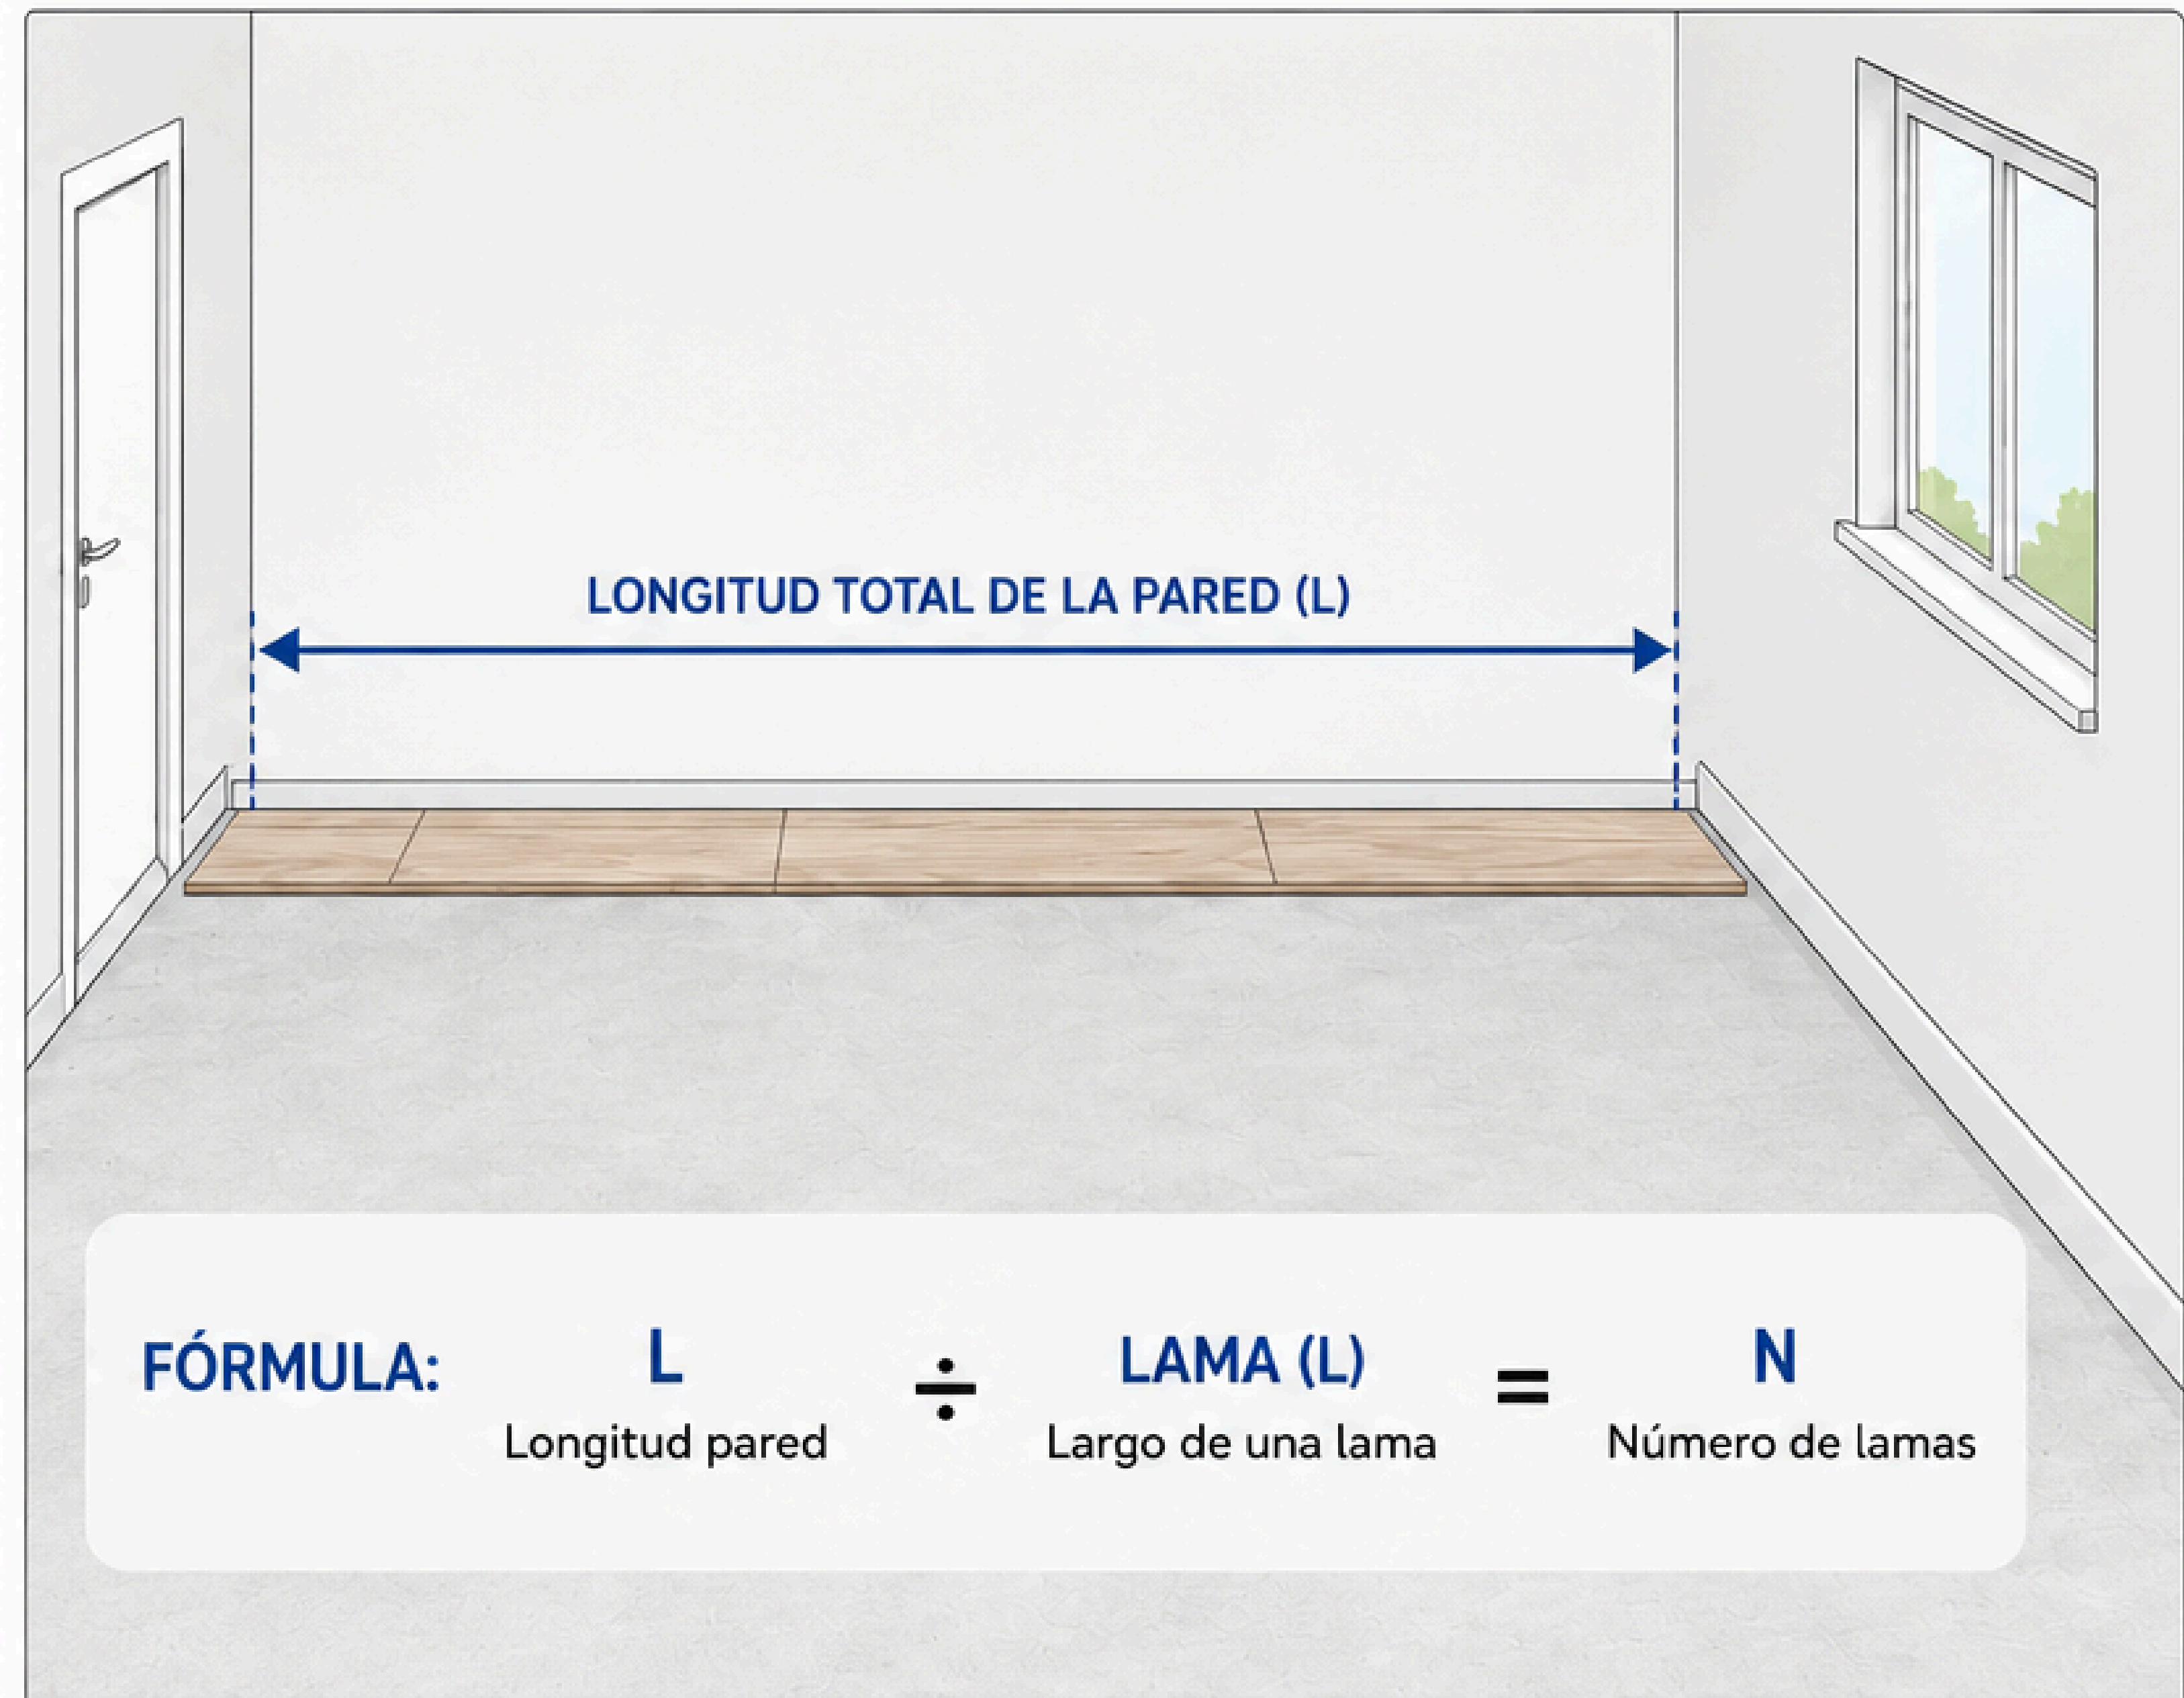 LONGITUD TOTAL DE LA PARED (L)
FÓRMULA: L ÷ LAMA (L) = N
Longitud pared Largo de una lama Número de lamas